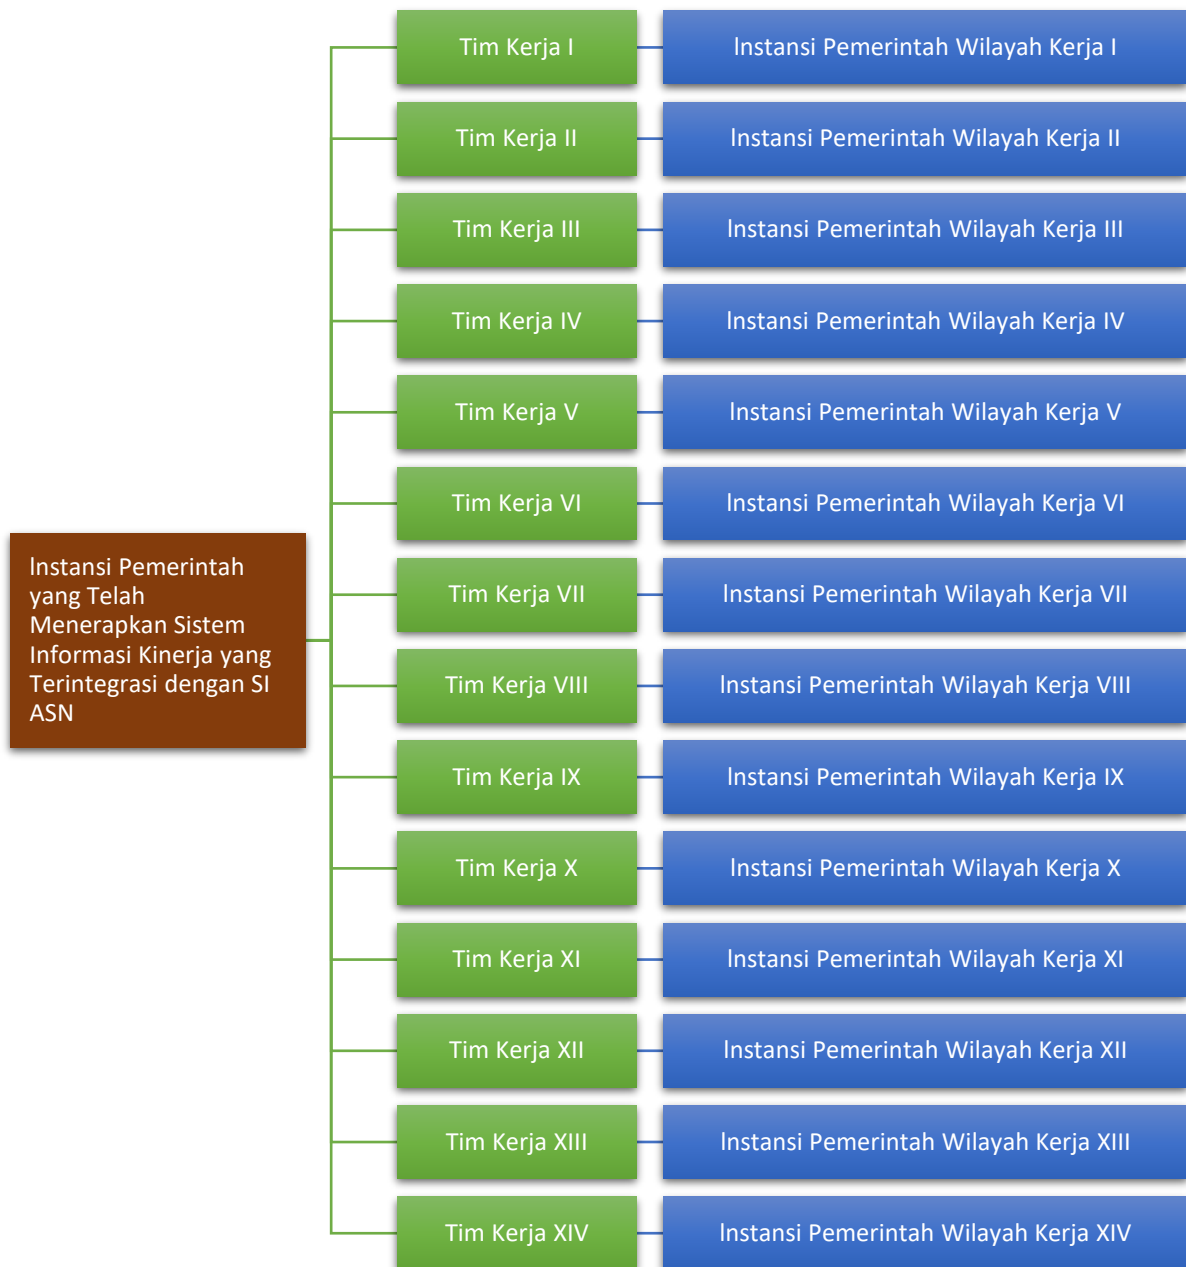 Instansi Pemerintah
yang Telah
Menerapkan Sistem
Informasi Kinerja yang
Terintegrasi dengan SI
ASN
Tim Kerja I
Instansi Pemerintah Wilayah Kerja I
Tim Kerja II
Instansi Pemerintah Wilayah Kerja II
Tim Kerja III
Instansi Pemerintah Wilayah Kerja III
Tim Kerja IV
Instansi Pemerintah Wilayah Kerja IV
Tim Kerja V
Instansi Pemerintah Wilayah Kerja V
Tim Kerja VI
Instansi Pemerintah Wilayah Kerja VI
Tim Kerja VII
Instansi Pemerintah Wilayah Kerja VII
Tim Kerja VIII
Instansi Pemerintah Wilayah Kerja VIII
Tim Kerja IX
Instansi Pemerintah Wilayah Kerja IX
Tim Kerja X
Instansi Pemerintah Wilayah Kerja X
Tim Kerja XI
Instansi Pemerintah Wilayah Kerja XI
Tim Kerja XII
Instansi Pemerintah Wilayah Kerja XII
Tim Kerja XIII
Instansi Pemerintah Wilayah Kerja XIII
Tim Kerja XIV
Instansi Pemerintah Wilayah Kerja XIV